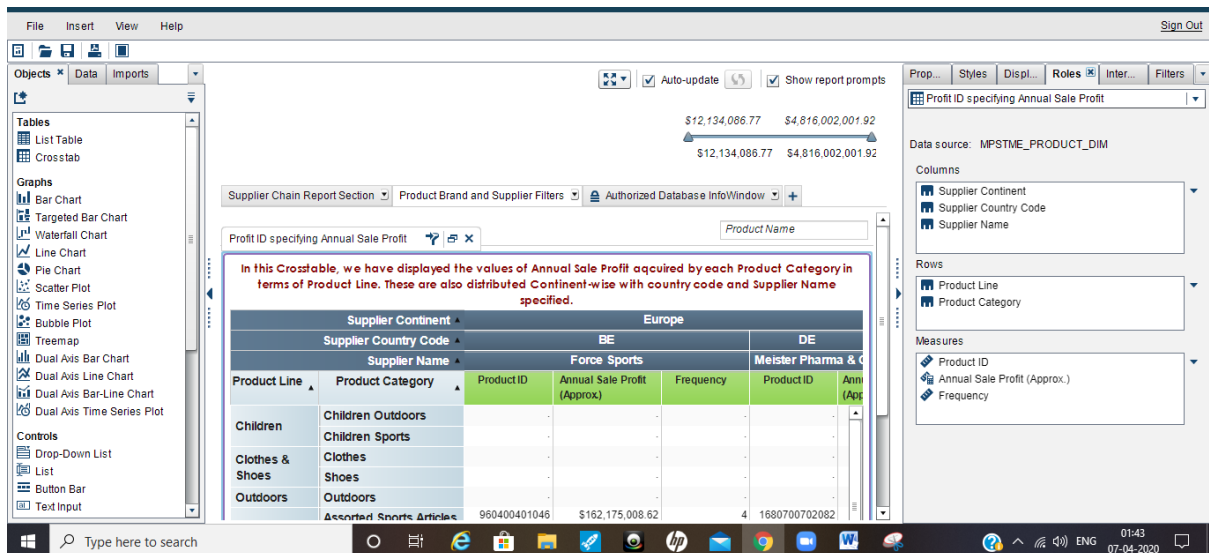 File Insert View Help Sign Out
Objects Data Imports
Auto-update Show report prompts
Prop... Styles Displ... Roles Inter... Filters
Profit ID specifying Annual Sale Profit
Tables
List Table
Crosstab
Graphs
Bar Chart
Targeted Bar Chart
Waterfall Chart
Line Chart
Pie Chart
Scatter Plot
Time Series Plot
Bubble Plot
Treemap
Dual Axis Bar Chart
Dual Axis Line Chart
Dual Axis Bar-Line Chart
Dual Axis Time Series Plot
Controls
Drop-Down List
List
Button Bar
Text Input
$12,134,086.77 $4,816,002,001.92
$12,134,086.77 $4,816,002,001.92
Supplier Chain Report Section Product Brand and Supplier Filters Authorized Database InfoWindow +
Profit ID specifying Annual Sale Profit
Product Name
In this Crosstable, we have displayed the values of Annual Sale Profit aqcuired by each Product Category in
terms of Product Line. These are also distributed Continent-wise with country code and Supplier Name
specified.
Supplier Continent Europe
Supplier Country Code BE DE
Supplier Name Force Sports Meister Pharma & C
Product Line Product Category Product ID Annual Sale Profit Frequency Product ID Annu
(Approx.) (App
Children Children Outdoors - - - -
Children Sports - - - -
Clothes & Clothes - - - -
Shoes Shoes - - - -
Outdoors Outdoors - - - -
Assorted Sports Articles 960400401046 $162,175,008.62 4 1680700702082
Data source: MPSTME_PRODUCT_DIM
Columns
Supplier Continent
Supplier Country Code
Supplier Name
Rows
Product Line
Product Category
Measures
Product ID
Annual Sale Profit (Approx.)
Frequency
Type here to search
hp
W
ENG
01:43
07-04-2020